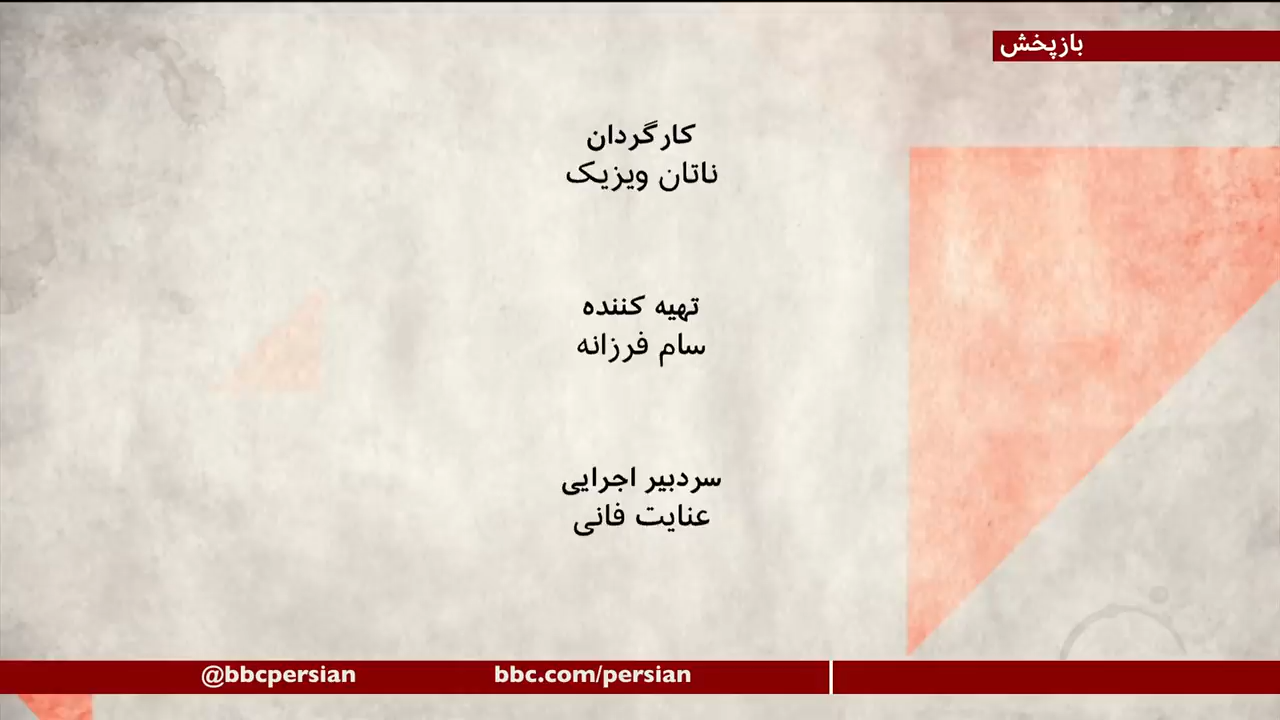 بازپخش
کارگردان
ناتان ویزیک
تهیه کننده
سام فرزانه
سردبیر اجرایی
عنایت فانی
@bbcpersian
bbc.com/persian